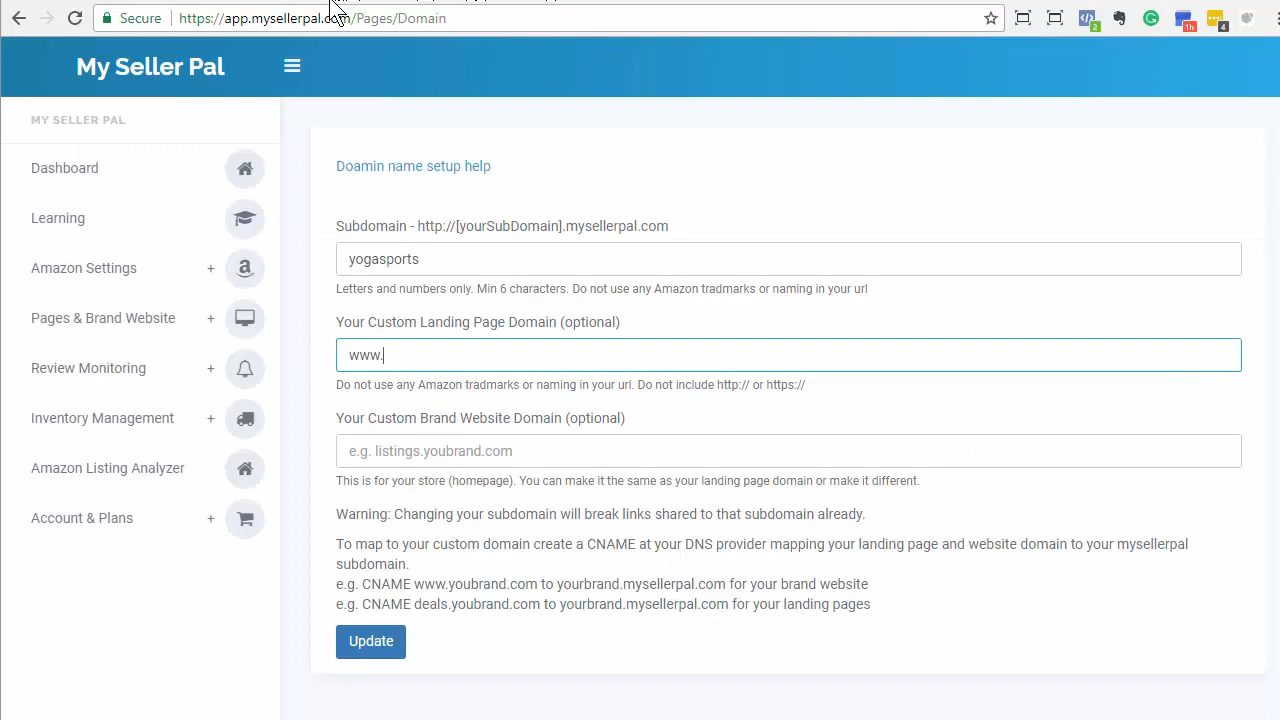 Secure https://app.mysellerpal.com/Pages/Domain
2
1h
4
My Seller Pal
MY SELLER PAL
Dashboard
Learning
Amazon Settings +
Pages & Brand Website +
Review Monitoring +
Inventory Management +
Amazon Listing Analyzer
Account & Plans +
Doamin name setup help
Subdomain - http://[yourSubDomain].mysellerpal.com
yogasports
Letters and numbers only. Min 6 characters. Do not use any Amazon tradmarks or naming in your url
Your Custom Landing Page Domain (optional)
www.
Do not use any Amazon tradmarks or naming in your url. Do not include http:// or https://
Your Custom Brand Website Domain (optional)
e.g. listings.youbrand.com
This is for your store (homepage). You can make it the same as your landing page domain or make it different.
Warning: Changing your subdomain will break links shared to that subdomain already.
To map to your custom domain create a CNAME at your DNS provider mapping your landing page and website domain to your mysellerpal
subdomain.
e.g. CNAME www.youbrand.com to yourbrand.mysellerpal.com for your brand website
e.g. CNAME deals.youbrand.com to yourbrand.mysellerpal.com for your landing pages
Update